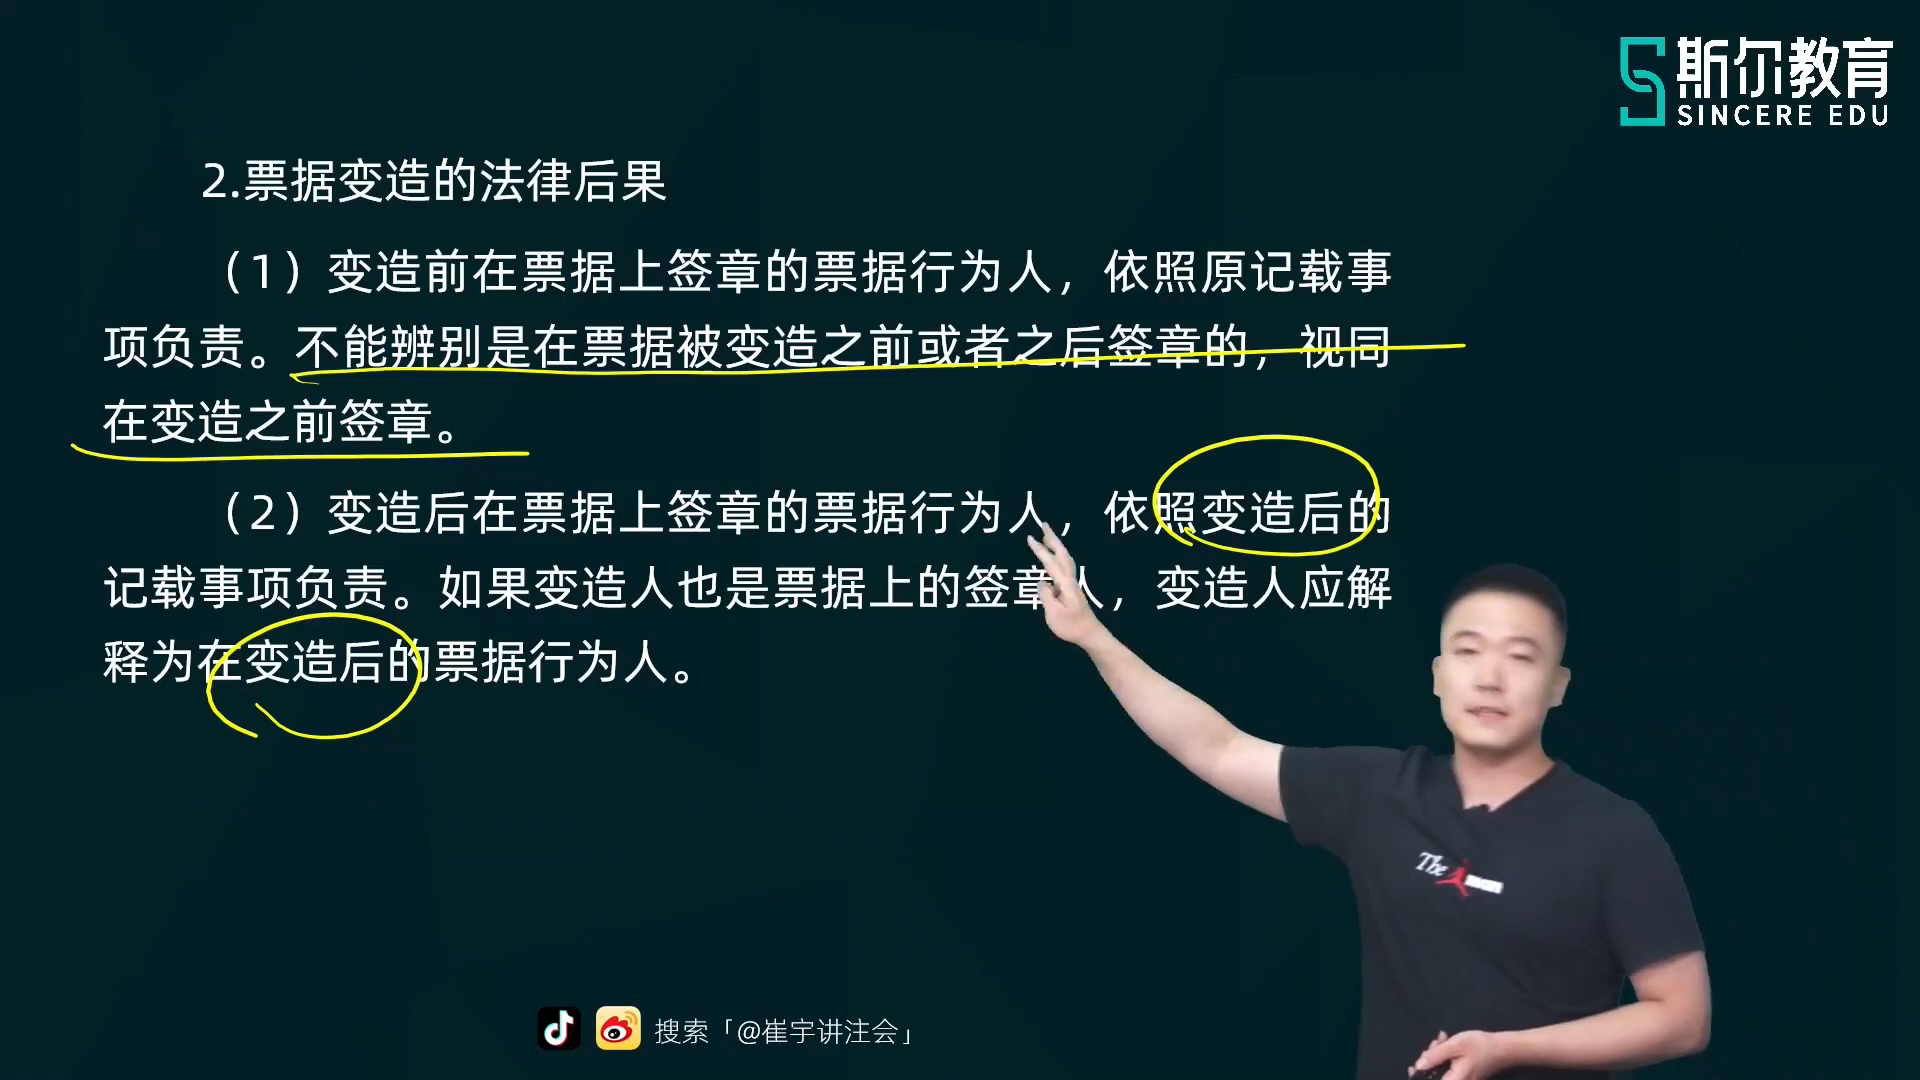 斯尔教育
SINCERE EDU
2.票据变造的法律后果
（1）变造前在票据上签章的票据行为人，依照原记载事
项负责。不能辨别是在票据被变造之前或者之后签章的，视同
在变造之前签章。
（2）变造后在票据上签章的票据行为人，依照变造后的
记载事项负责。如果变造人也是票据上的签章人，变造人应解
释为在变造后的票据行为人。
The
搜索「@崔宇讲注会」